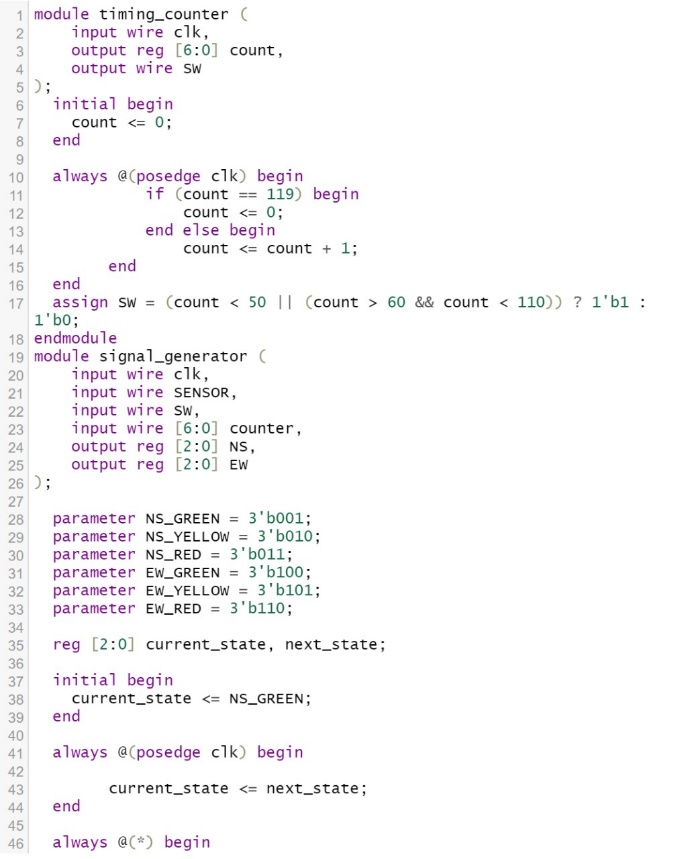 1 module timing_counter (
2     input wire clk,
3     output reg [6:0] count,
4     output wire SW
5 );
6   initial begin
7     count <= 0;
8   end
9
10   always @(posedge clk) begin
11             if (count == 119) begin
12                 count <= 0;
13             end else begin
14                 count <= count + 1;
15         end
16   end
17   assign SW = (count < 50 || (count > 60 && count < 110)) ? 1'b1 :
1'b0;
18 endmodule
19 module signal_generator (
20     input wire clk,
21     input wire SENSOR,
22     input wire SW,
23     input wire [6:0] counter,
24     output reg [2:0] NS,
25     output reg [2:0] EW
26 );
27
28   parameter NS_GREEN = 3'b001;
29   parameter NS_YELLOW = 3'b010;
30   parameter NS_RED = 3'b011;
31   parameter EW_GREEN = 3'b100;
32   parameter EW_YELLOW = 3'b101;
33   parameter EW_RED = 3'b110;
34
35   reg [2:0] current_state, next_state;
36
37   initial begin
38     current_state <= NS_GREEN;
39   end
40
41   always @(posedge clk) begin
42
43         current_state <= next_state;
44   end
45
46   always @(*) begin